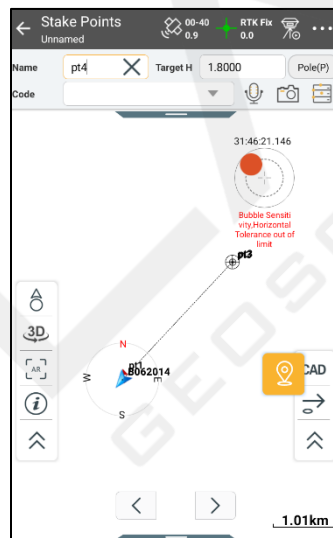 Stake Points
Unnamed
00-40
0.9
RTK Fix
0.0
Name
pt4
Target H
1.8000
Pole(P)
Code
31:46:21.146
Bubble Sensiti
vity,Horizontal
Tolerance out of
limit
pt3
3D
AR
i
N
W
E
S
pt1
B062014
CAD
1.01km
GEOS